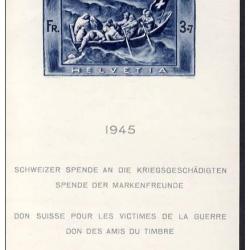 FR. 3+7
HELVETIA
1945
SCHWEIZER SPENDE AN DIE KRIEGSGESCHÄDIGTEN
SPENDE DER MARKENFREUNDE
DON SUISSE POUR LES VICTIMES DE LA GUERRE
DON DES AMIS DU TIMBRE